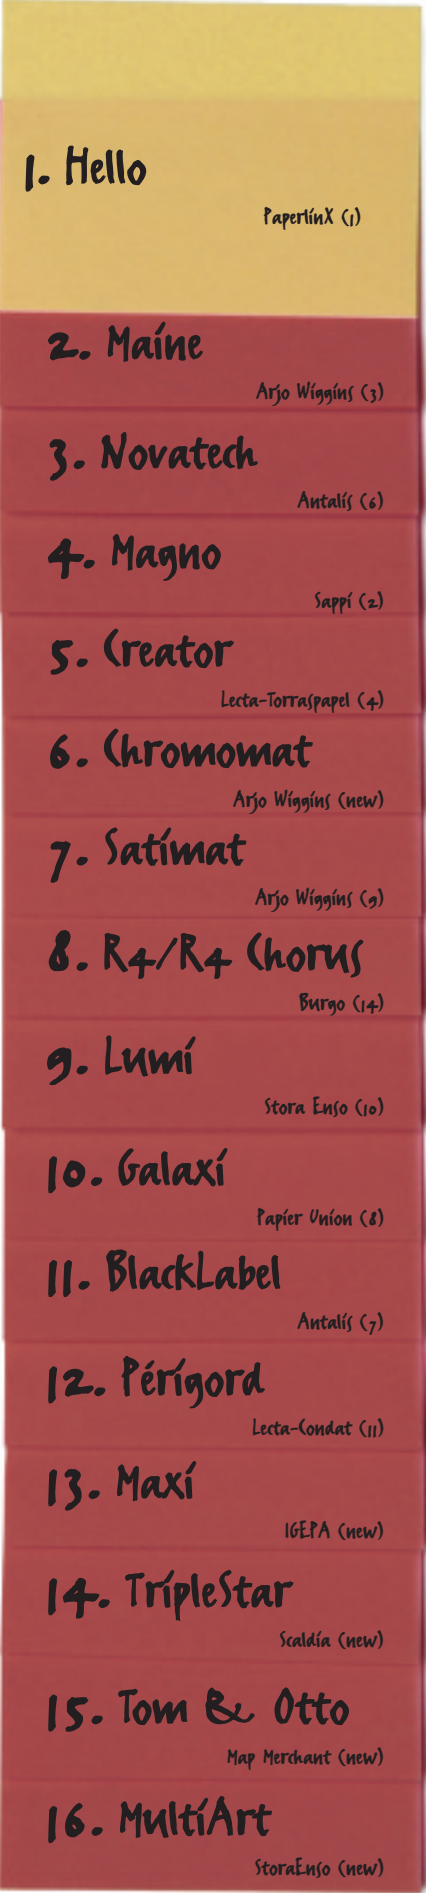 1. Hello
PaperlinX (1)
2. Maine
Arjo Wiggins (3)
3. Novatech
Antalis (6)
4. Magno
Sappi (2)
5. Creator
Lecta-Torraspapel (4)
6. Chromomat
Arjo Wiggins (new)
7. Satimat
Arjo Wiggins (9)
8. R4/R4 Chorus
Burgo (14)
9. Lumi
Stora Enso (10)
10. Galaxi
Papier Union (8)
11. BlackLabel
Antalis (7)
12. Périgord
Lecta-Condat (11)
13. Maxi
IGEPA (new)
14. TripleStar
Scaldia (new)
15. Tom & Otto
Map Merchant (new)
16. MultiArt
StoraEnso (new)